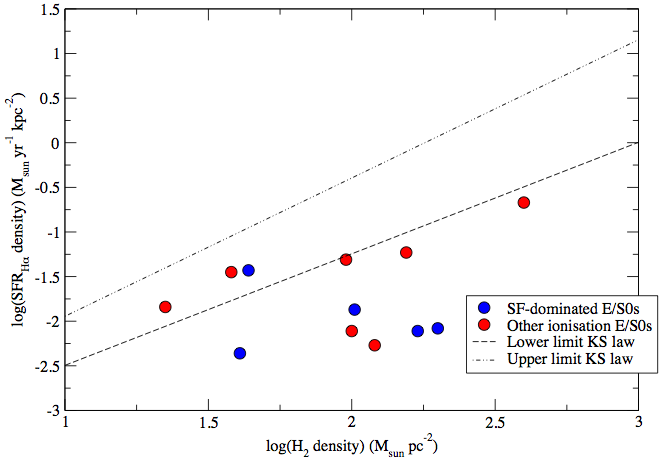 1.5
1
0.5
0
-0.5
-1
-1.5
-2
-2.5
-3
log(SFR_Hα density) (M_sun yr^-1 kpc^-2)
SF-dominated E/S0s
Other ionisation E/S0s
Lower limit KS law
Upper limit KS law
1 1.5 2 2.5 3
log(H_2 density) (M_sun pc^-2)